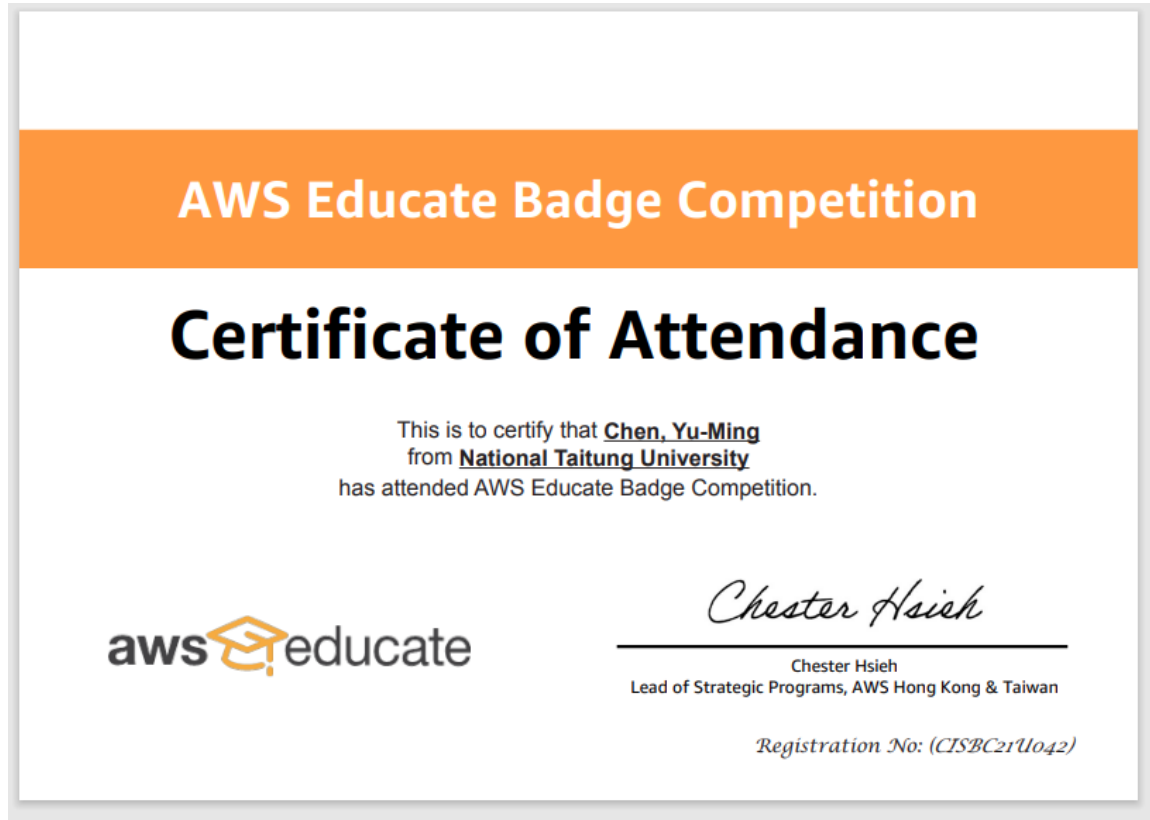 AWS Educate Badge Competition
Certificate of Attendance
This is to certify that Chen, Yu-Ming
from National Taitung University
has attended AWS Educate Badge Competition.
aws educate
Chester Hsieh
Chester Hsieh
Lead of Strategic Programs, AWS Hong Kong & Taiwan
Registration No: (CISBC21U042)